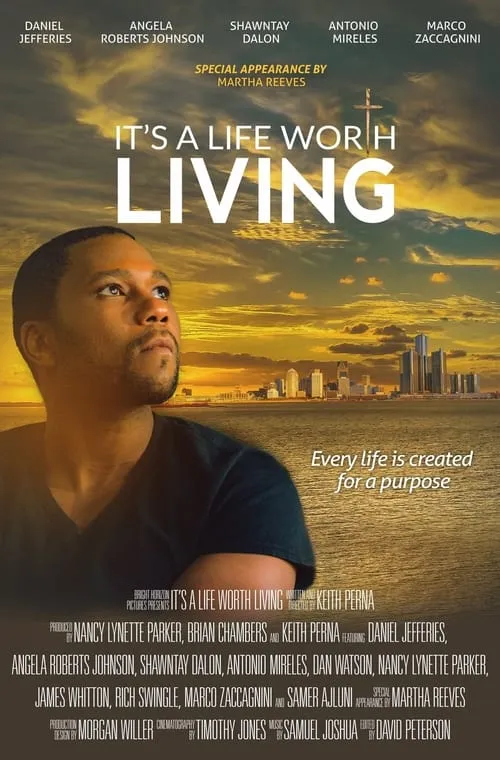 DANIEL JEFFERIES
ANGELA ROBERTS JOHNSON
SHAWNTAY DALON
ANTONIO MIRELES
MARCO ZACCAGNINI
SPECIAL APPEARANCE BY
MARTHA REEVES
IT'S A LIFE WORTH
LIVING
Every life is created
for a purpose
BRIGHT HORIZON PICTURES PRESENTS IT'S A LIFE WORTH LIVING WRITTEN AND DIRECTED BY KEITH PERNA
PRODUCED BY NANCY LYNETTE PARKER, BRIAN CHAMBERS AND KEITH PERNA FEATURING DANIEL JEFFERIES,
ANGELA ROBERTS JOHNSON, SHAWNTAY DALON, ANTONIO MIRELES, DAN WATSON, NANCY LYNETTE PARKER,
JAMES WHITTON, RICH SWINGLE, MARCO ZACCAGNINI AND SAMER AJLUNI SPECIAL APPEARANCE BY MARTHA REEVES
PRODUCTION DESIGN BY MORGAN WILLER CINEMATOGRAPHY BY TIMOTHY JONES MUSIC BY SAMUEL JOSHUA EDITED BY DAVID PETERSON